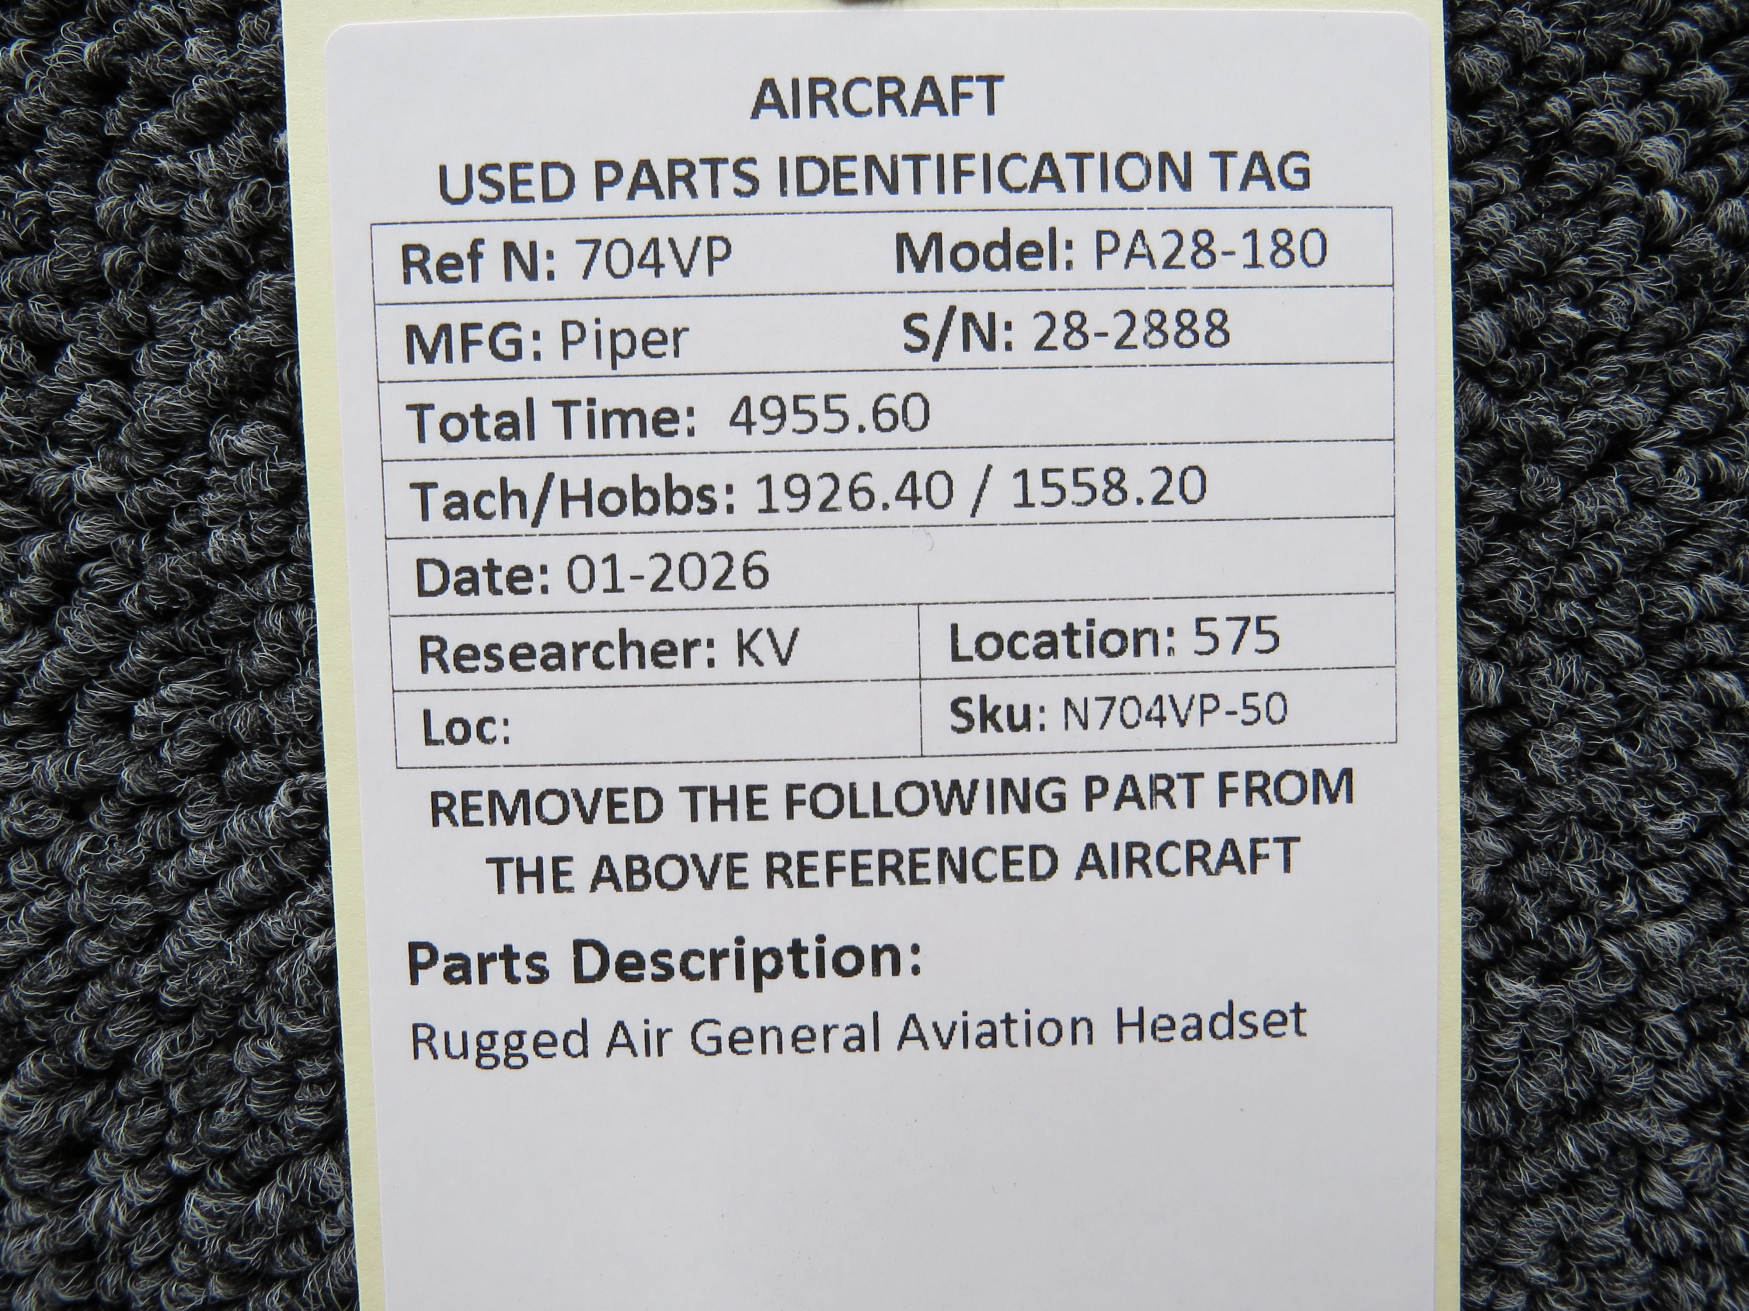 AIRCRAFT
USED PARTS IDENTIFICATION TAG
Ref N: 704VP Model: PA28-180
MFG: Piper S/N: 28-2888
Total Time: 4955.60
Tach/Hobbs: 1926.40 / 1558.20
Date: 01-2026
Researcher: KV Location: 575
Loc: Sku: N704VP-50
REMOVED THE FOLLOWING PART FROM
THE ABOVE REFERENCED AIRCRAFT
Parts Description:
Rugged Air General Aviation Headset